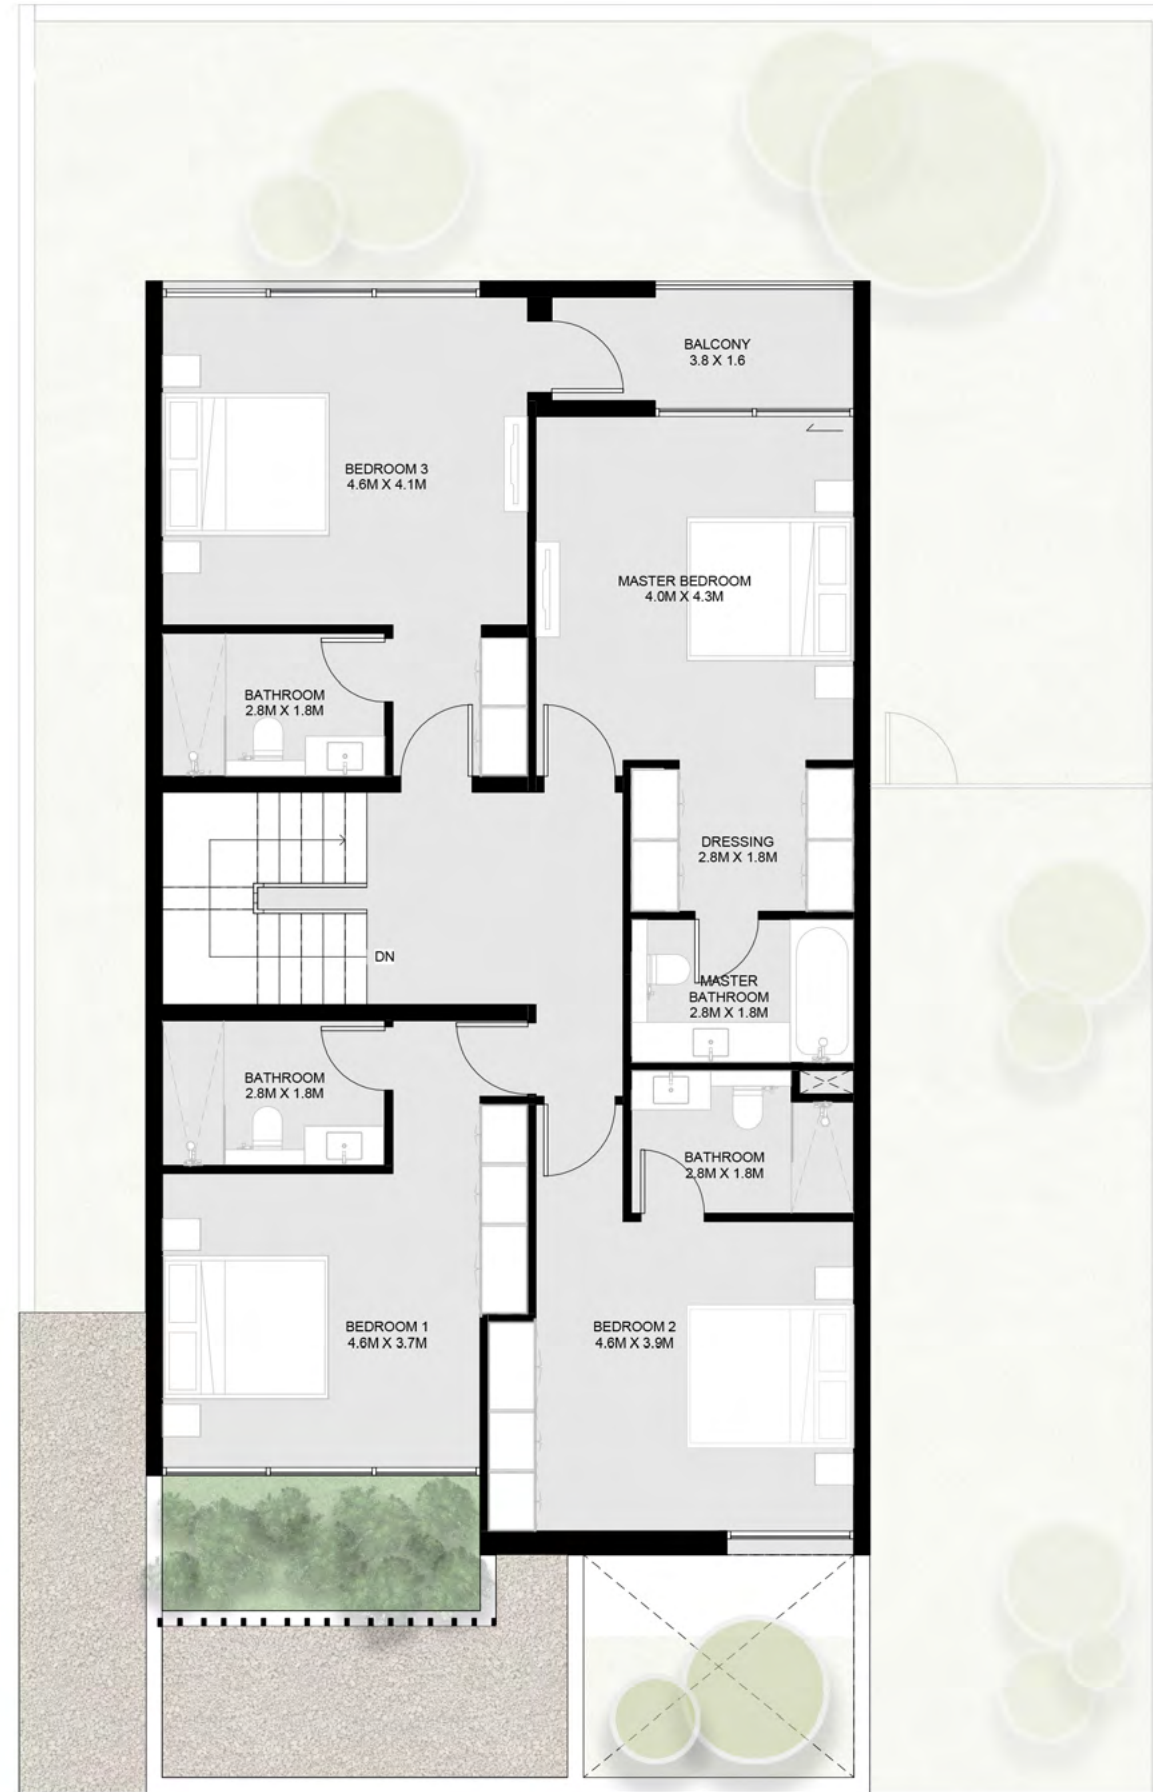 BALCONY
3.8 X 1.6
BEDROOM 3
4.6M X 4.1M
MASTER BEDROOM
4.0M X 4.3M
BATHROOM
2.8M X 1.8M
DRESSING
2.8M X 1.8M
DN
MASTER
BATHROOM
2.8M X 1.8M
BATHROOM
2.8M X 1.8M
BATHROOM
2.8M X 1.8M
BEDROOM 1
4.6M X 3.7M
BEDROOM 2
4.6M X 3.9M